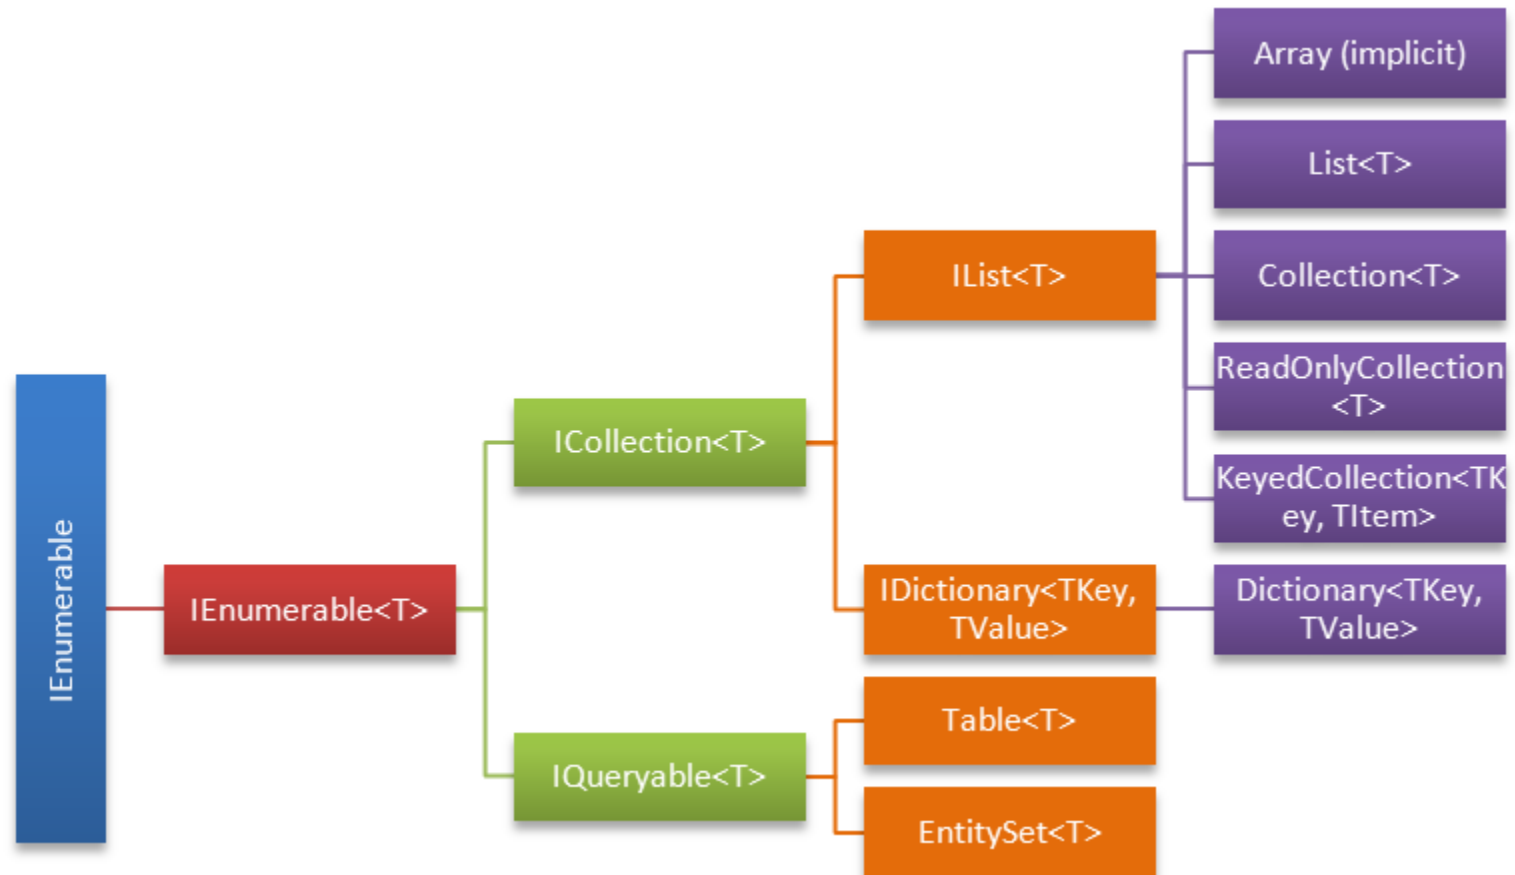 IEnumerable
IEnumerable<T>
ICollection<T>
IList<T>
Array (implicit)
List<T>
Collection<T>
ReadOnlyCollection
<T>
KeyedCollection<TK
ey, TItem>
IDictionary<TKey,
TValue>
Dictionary<TKey,
TValue>
IQueryable<T>
Table<T>
EntitySet<T>